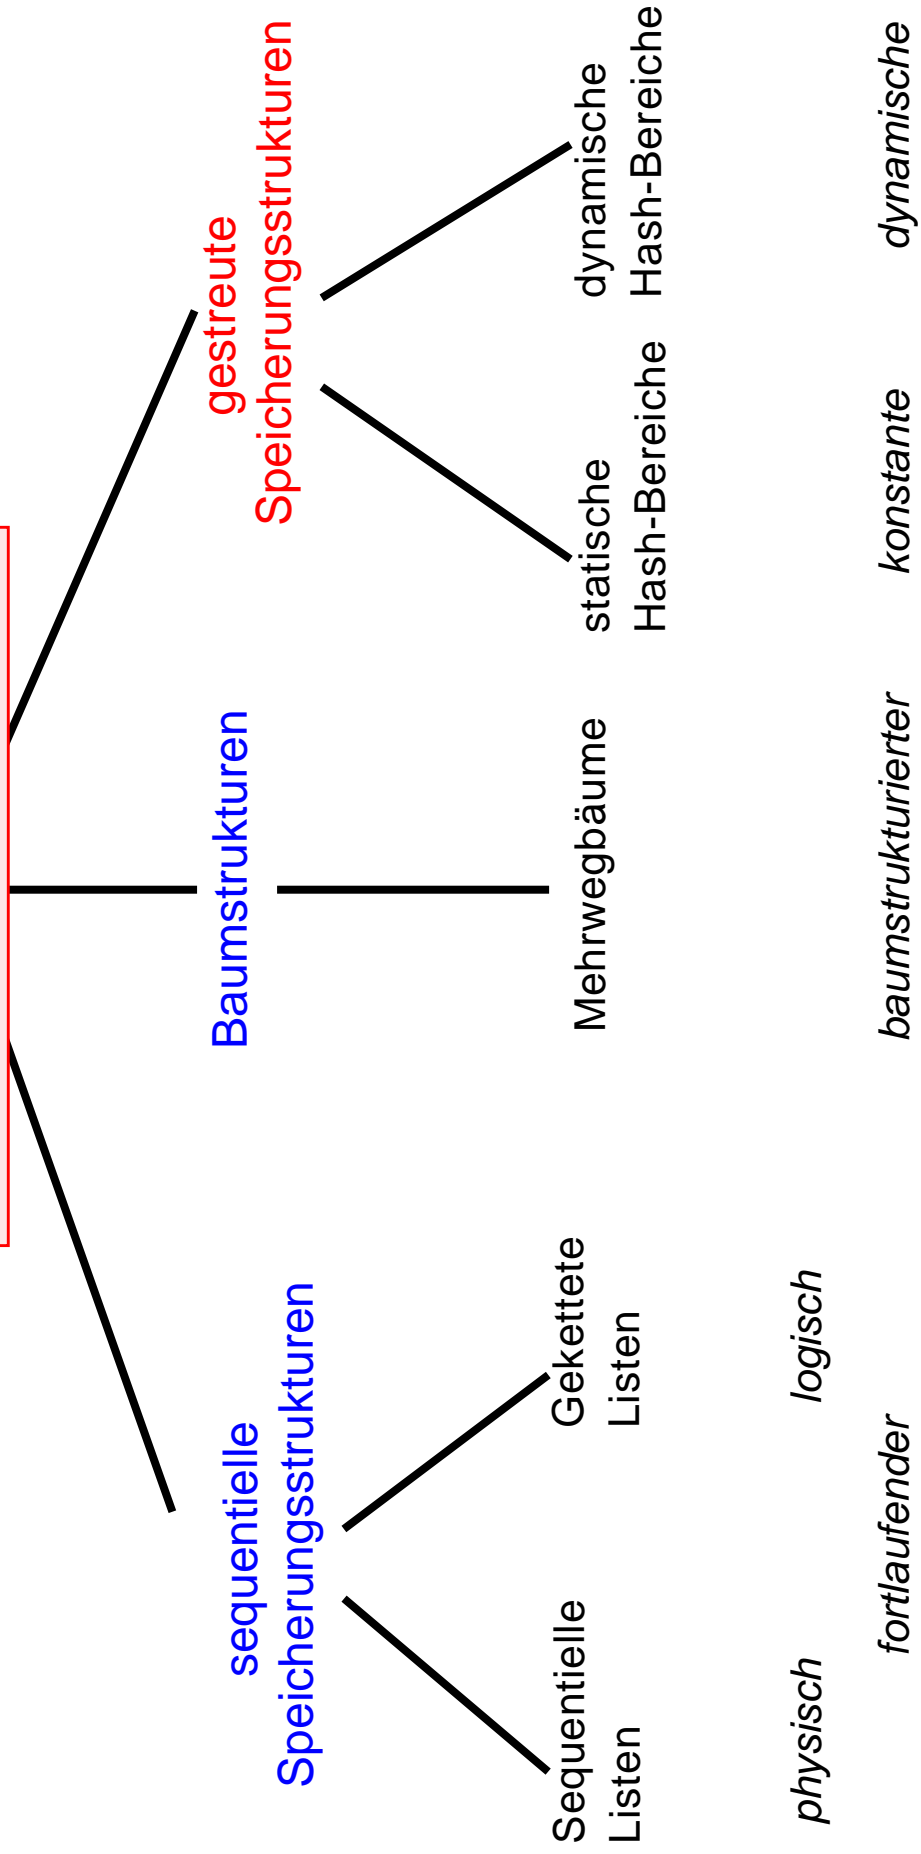 sequentielle
Speicherungsstrukturen
Baumstrukturen
gestreute
Speicherungsstrukturen
Sequentielle
Listen
Gekettete
Listen
Mehrwegbäume
statische
Hash-Bereiche
dynamische
Hash-Bereiche
physisch
logisch
fortlaufender
baumstrukturierter
konstante
dynamische